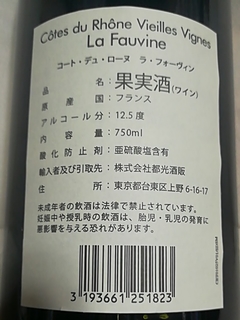 Côtes du Rhône Vieilles Vignes
La Fauvine
コート・デュ・ローヌ ラ・フォーヴィン
品名：果実酒(ワイン)
原産国：フランス
アルコール分：12.5度
内容量：750ml
酸化防止剤：亜硫酸塩含有
輸入者及び引取先：株式会社都光酒販
住所：東京都台東区上野6-16-17
未成年者の飲酒は法律で禁止されています。
妊娠中や授乳時の飲酒は、胎児・乳児の発育に
悪影響を与える恐れがあります。
3 193661 251823